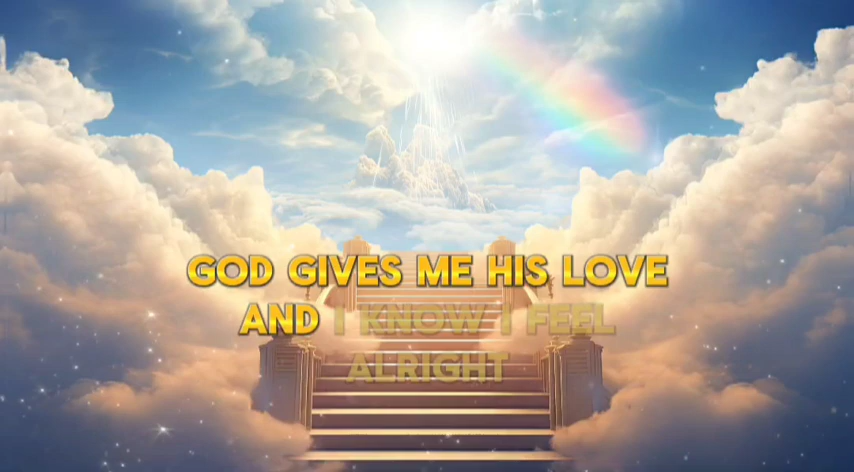 GOD GIVES ME HIS LOVE
AND I KNOW I FEEL
ALRIGHT